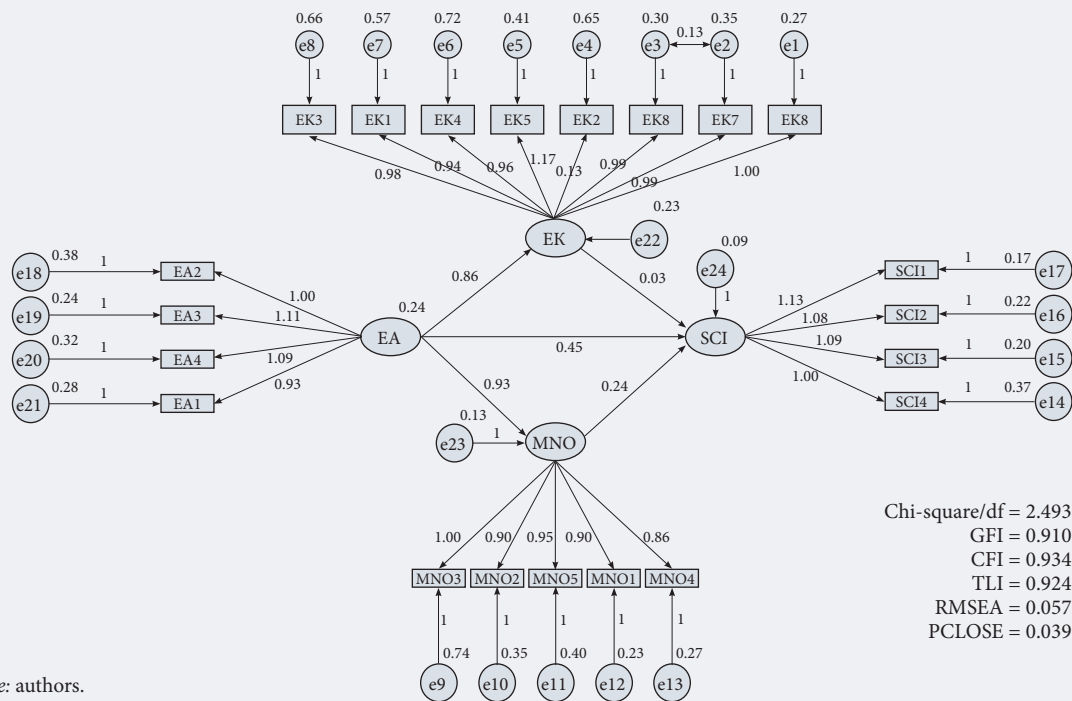 0.66 0.57 0.72 0.41 0.65 0.30 0.35 0.27
e8 e7 e6 e5 e4 e3 0.13 e2 e1
1 1 1 1 1 1 1 1
EK3 EK1 EK4 EK5 EK2 EK8 EK7 EK8
0.98 0.94 0.96 1.17 0.13 0.99 0.99 1.00
0.23
EK e22
0.09
e24
1
0.86 0.03
e18 0.38 1 EA2
e19 0.24 1 EA3
e20 0.32 1 EA4
e21 0.28 1 EA1
1.00
1.11
1.09
0.93
0.24
EA
0.45
SCI
0.93 0.24
1.13
1.08
1.09
1.00
SCI1 1 0.17 e17
SCI2 1 0.22 e16
SCI3 1 0.20 e15
SCI4 1 0.37 e14
0.13
e23 1 MNO
1.00 0.90 0.95 0.90 0.86
MNO3 MNO2 MNO5 MNO1 MNO4
1 1 1 1 1
0.74 0.35 0.40 0.23 0.27
e9 e10 e11 e12 e13
Chi-square/df = 2.493
GFI = 0.910
CFI = 0.934
TLI = 0.924
RMSEA = 0.057
PCLOSE = 0.039
e: authors.